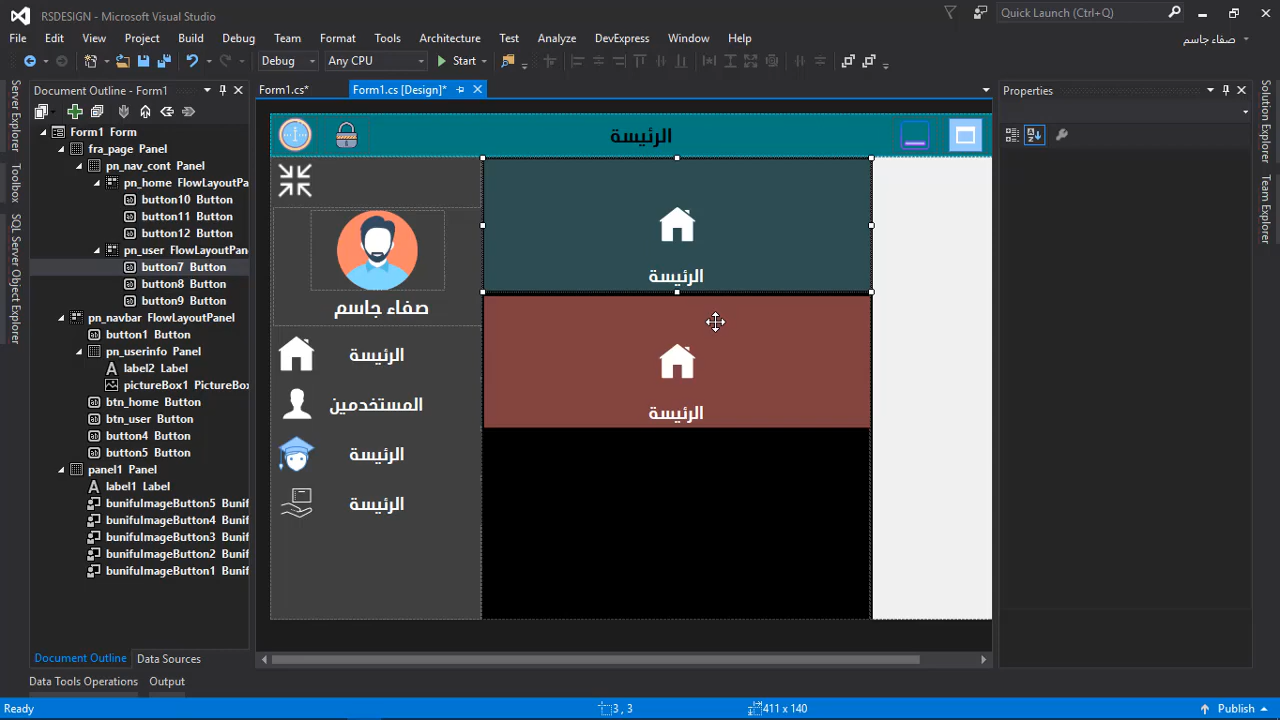 RSDESIGN - Microsoft Visual Studio
Quick Launch (Ctrl+Q)
File Edit View Project Build Debug Team Format Tools Architecture Test Analyze DevExpress Window Help
صفاء جاسم
Debug Any CPU Start
Server Explorer
Toolbox
SQL Server Object Explorer
Document Outline - Form1
Form1 Form
fra_page Panel
pn_nav_cont Panel
pn_home FlowLayoutPa
button10 Button
button11 Button
button12 Button
pn_user FlowLayoutPan
button7 Button
button8 Button
button9 Button
pn_navbar FlowLayoutPanel
button1 Button
pn_userinfo Panel
label2 Label
pictureBox1 PictureBox
btn_home Button
btn_user Button
button4 Button
button5 Button
panel1 Panel
label1 Label
bunifuImageButton5 Bunif
bunifuImageButton4 Bunif
bunifuImageButton3 Bunif
bunifuImageButton2 Bunif
bunifuImageButton1 Bunif
Document Outline Data Sources
Data Tools Operations Output
Form1.cs* Form1.cs [Design]*
الرئيسة
صفاء جاسم
الرئيسة
المستخدمين
الرئيسة
الرئيسة
الرئيسة
الرئيسة
Properties
Solution Explorer
Team Explorer
Ready 3 , 3 411 x 140 Publish